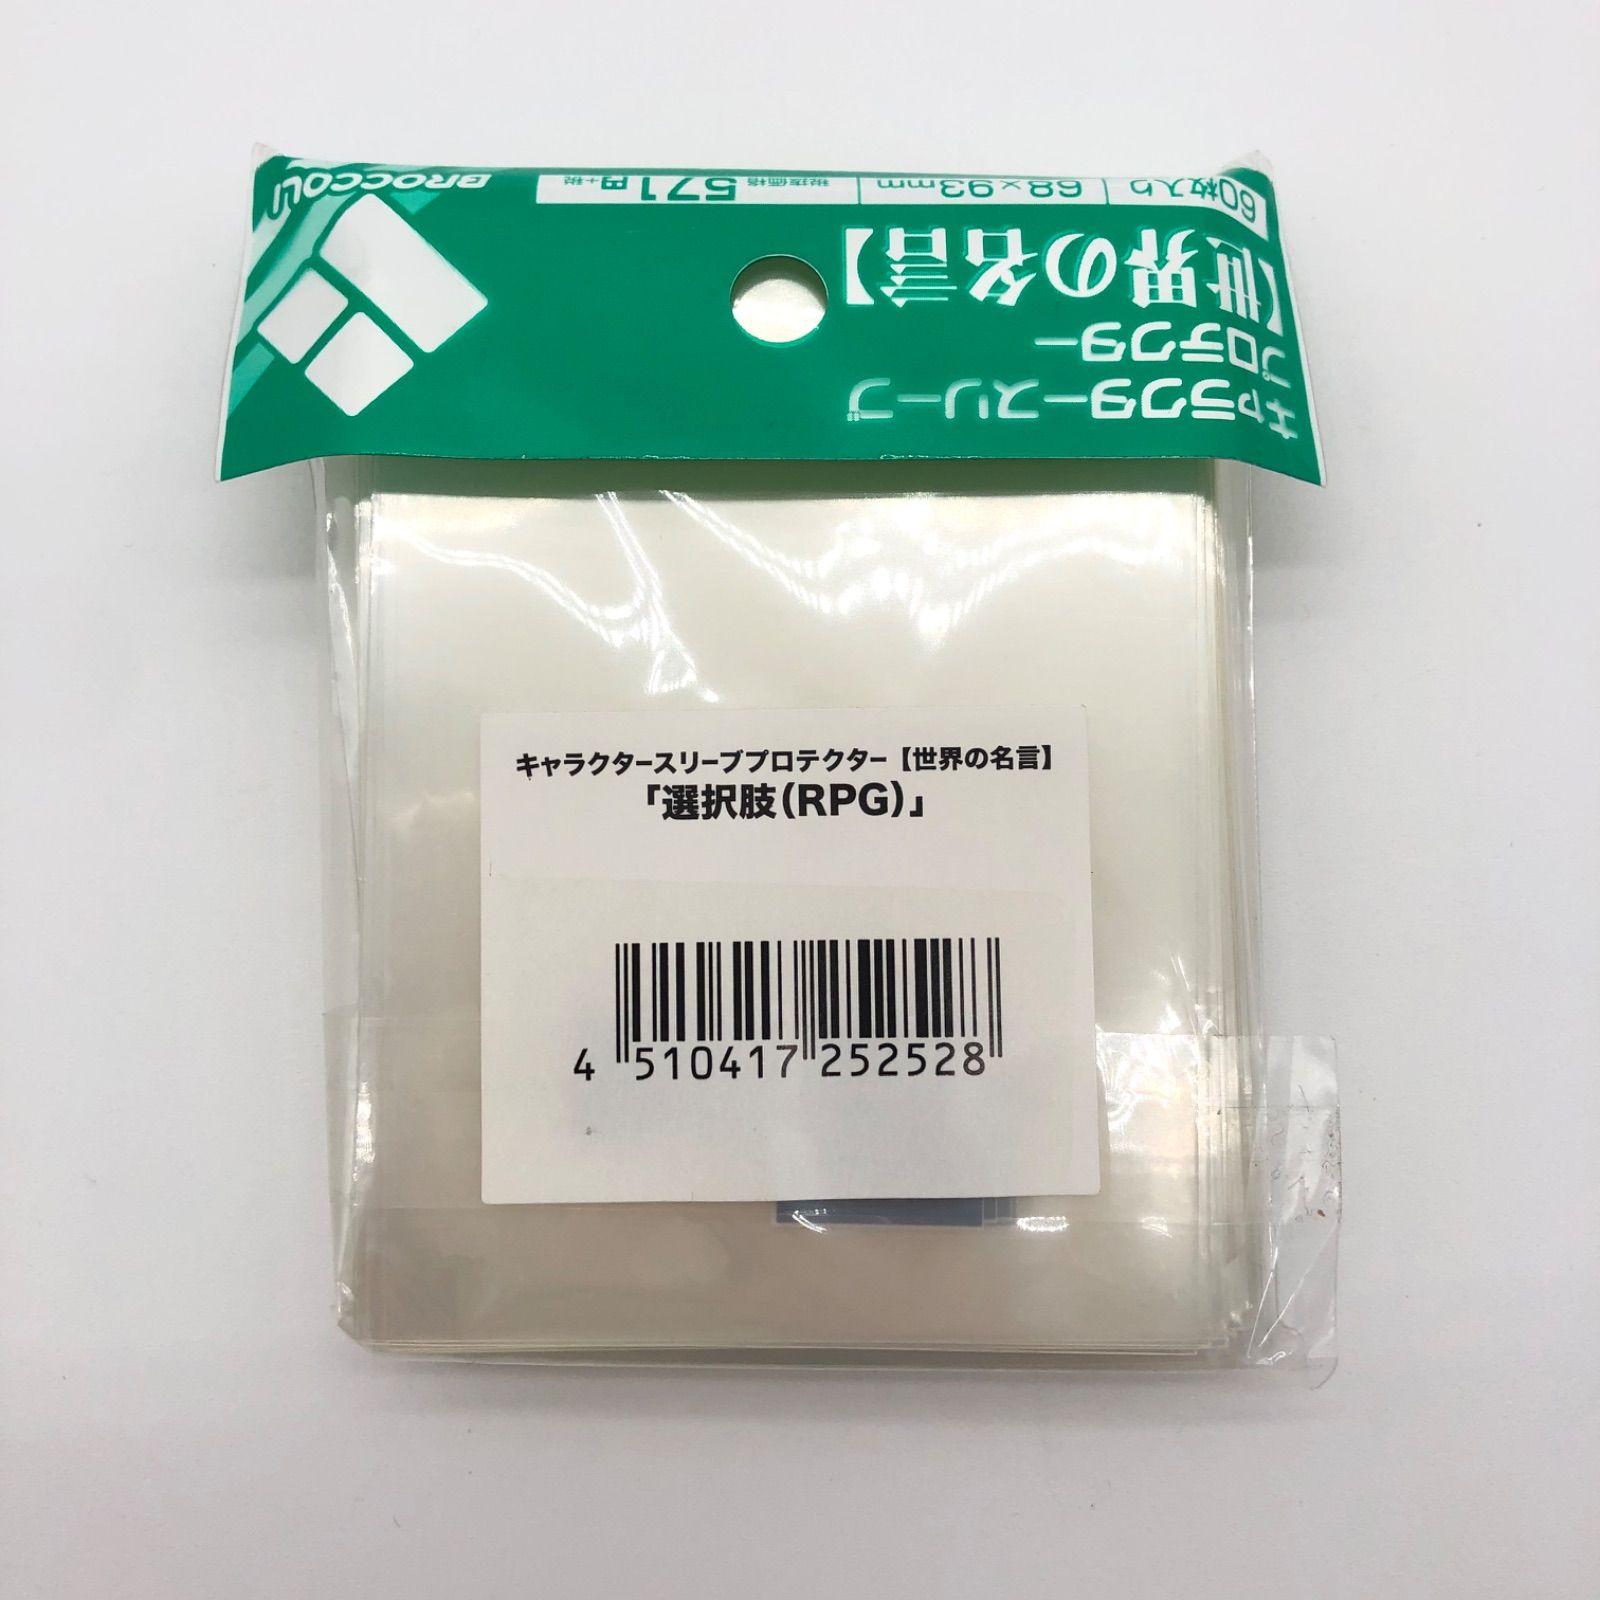 キャラクタースリーブ
プロテクター
【世界の名言】
60枚入り 68×93mm 税抜価格 571円+税
BROCCOLI
キャラクタースリーブプロテクター【世界の名言】
「選択肢(RPG)」
4 510417 252528